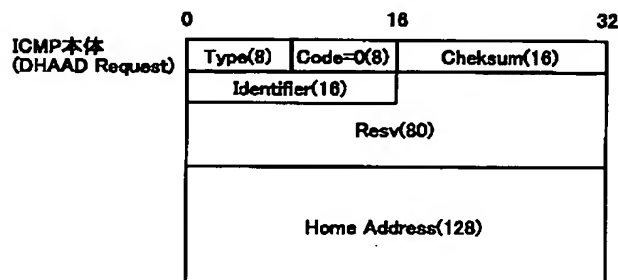 0 16 32
ICMP本体
(DHAAD Request)
Type(8) Code=0(8) Cheksum(16)
Identifier(16)
Resv(80)
Home Address(128)